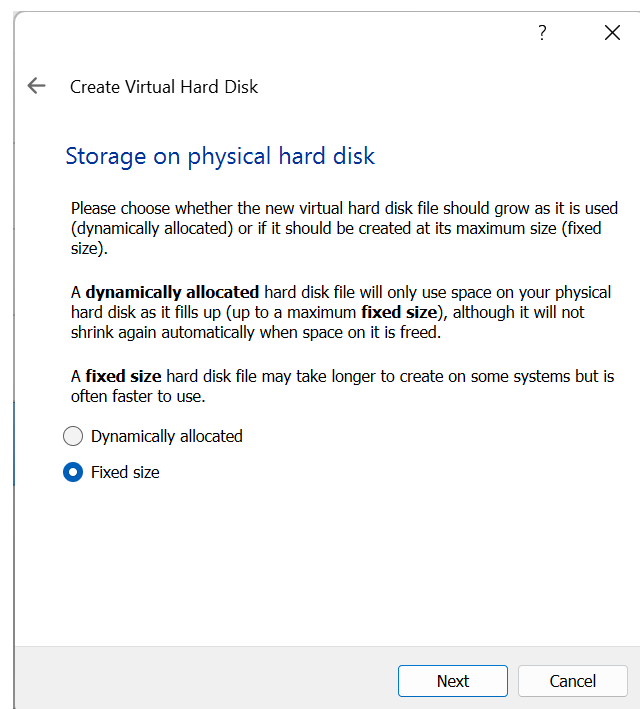 ?
Create Virtual Hard Disk
Storage on physical hard disk
Please choose whether the new virtual hard disk file should grow as it is used
(dynamically allocated) or if it should be created at its maximum size (fixed
size).
A dynamically allocated hard disk file will only use space on your physical
hard disk as it fills up (up to a maximum fixed size), although it will not
shrink again automatically when space on it is freed.
A fixed size hard disk file may take longer to create on some systems but is
often faster to use.
Dynamically allocated
Fixed size
Next Cancel